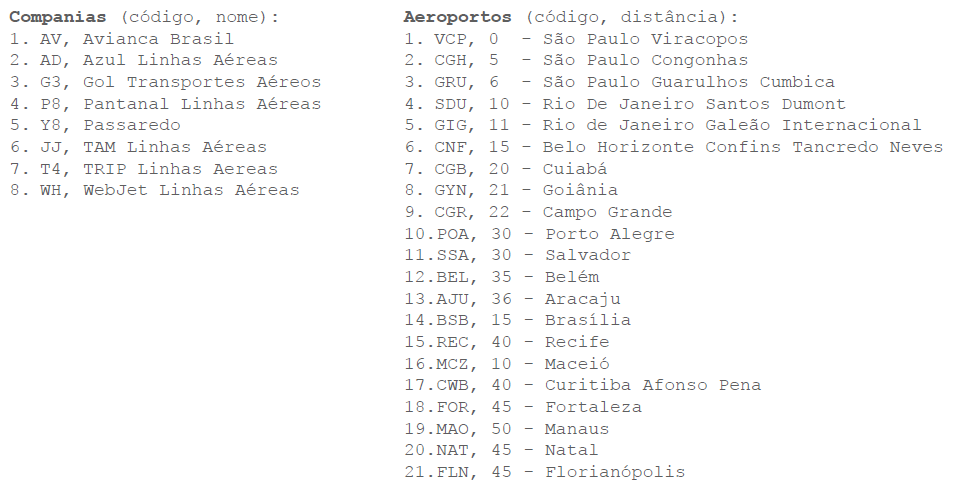 Companias (código, nome):
1. AV, Avianca Brasil
2. AD, Azul Linhas Aéreas
3. G3, Gol Transportes Aéreos
4. P8, Pantanal Linhas Aéreas
5. Y8, Passaredo
6. JJ, TAM Linhas Aéreas
7. T4, TRIP Linhas Aereas
8. WH, WebJet Linhas Aéreas
Aeroportos (código, distância):
1. VCP, 0 – São Paulo Viracopos
2. CGH, 5 – São Paulo Congonhas
3. GRU, 6 – São Paulo Guarulhos Cumbica
4. SDU, 10 – Rio De Janeiro Santos Dumont
5. GIG, 11 – Rio de Janeiro Galeão Internacional
6. CNF, 15 – Belo Horizonte Confins Tancredo Neves
7. CGB, 20 – Cuiabá
8. GYN, 21 – Goiânia
9. CGR, 22 – Campo Grande
10.POA, 30 – Porto Alegre
11.SSA, 30 – Salvador
12.BEL, 35 – Belém
13.AJU, 36 – Aracaju
14.BSB, 15 – Brasília
15.REC, 40 – Recife
16.MCZ, 10 – Maceió
17.CWB, 40 – Curitiba Afonso Pena
18.FOR, 45 – Fortaleza
19.MAO, 50 – Manaus
20.NAT, 45 – Natal
21.FLN, 45 – Florianópolis